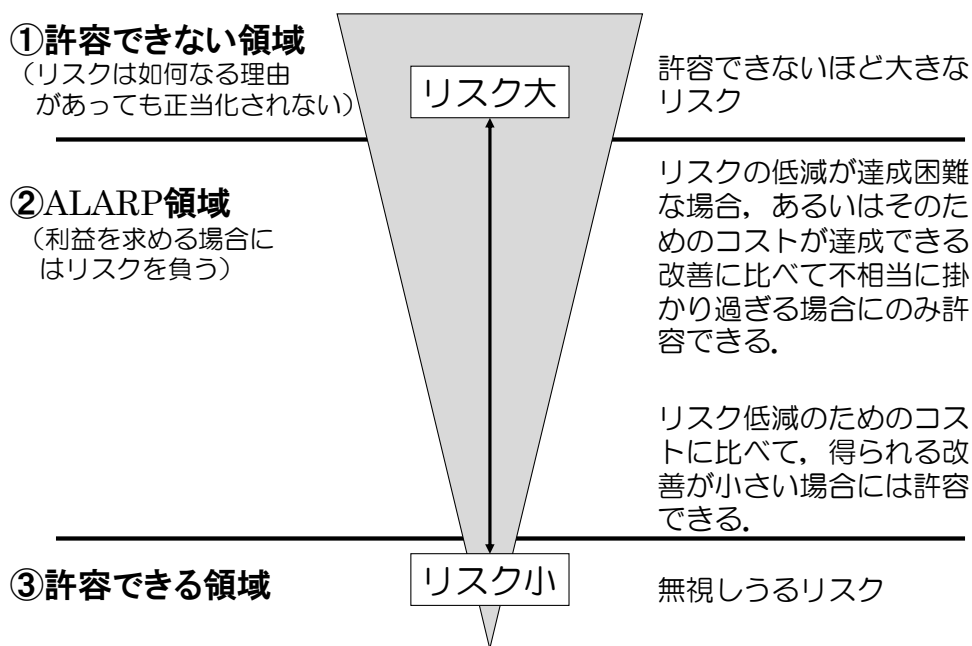 ①許容できない領域
（リスクは如何なる理由
があっても正当化されない）
リスク大
許容できないほど大きな
リスク
②ALARP領域
（利益を求める場合に
はリスクを負う）
リスクの低減が達成困難
な場合，あるいはそのた
めのコストが達成できる
改善に比べて不相当に掛
かり過ぎる場合にのみ許
容できる．
リスク低減のためのコス
トに比べて，得られる改
善が小さい場合には許容
できる．
③許容できる領域
リスク小
無視しうるリスク